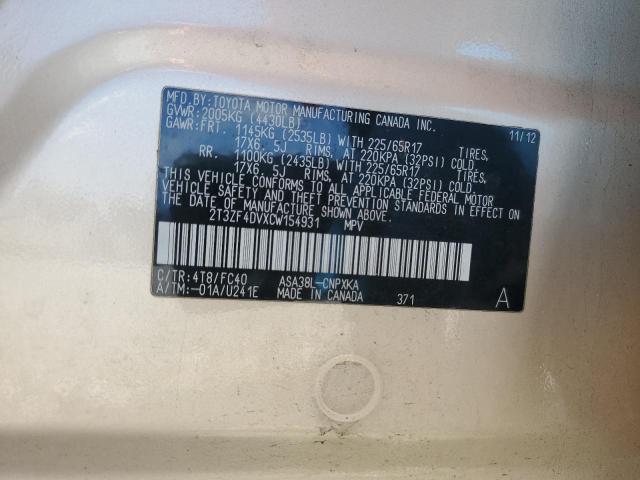 MFD.BY:TOYOTA MOTOR MANUFACTURING CANADA INC.
GVWR:2005KG (4430LB) 11/12
GAWR:FRT. 1145KG (2535LB) WITH 225/65R17 TIRES,
17X6. 5J RIMS, AT 220KPA (32PSI) COLD
RR. 1100KG (2435LB) WITH 225/65R17 TIRES,
17X6. 5J RIMS, AT 220KPA (32PSI) COLD
THIS VEHICLE CONFORMS TO ALL APPLICABLE FEDERAL MOTOR
VEHICLE SAFETY AND THEFT PREVENTION STANDARDS IN EFFECT ON
THE DATE OF MANUFACTURE SHOWN ABOVE.
2T3ZF4DVXCW154931 MPV
C/TR:4T8/FC40 ASA38L-CNPXKA
A/TM:-01A/U241E MADE IN CANADA 371 A